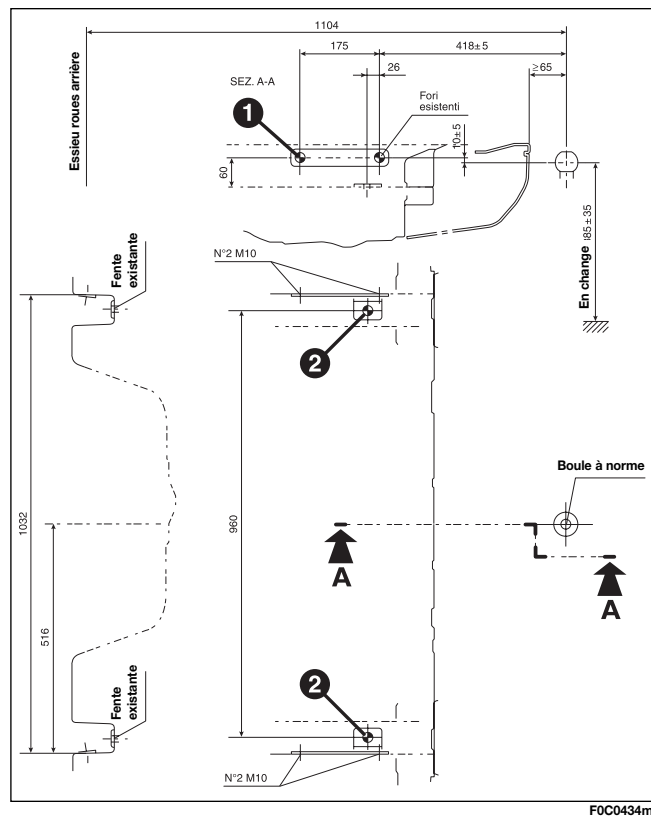 1104
175
418±5
26
≥65
SEZ. A-A
Fori
esistenti
1
10±5
60
Essieu roues arrière
En change
185±35
N°2 M10
Fente
existante
2
1032
960
516
Boule à norme
A
A
2
Fente
existante
N°2 M10
F0C0434m